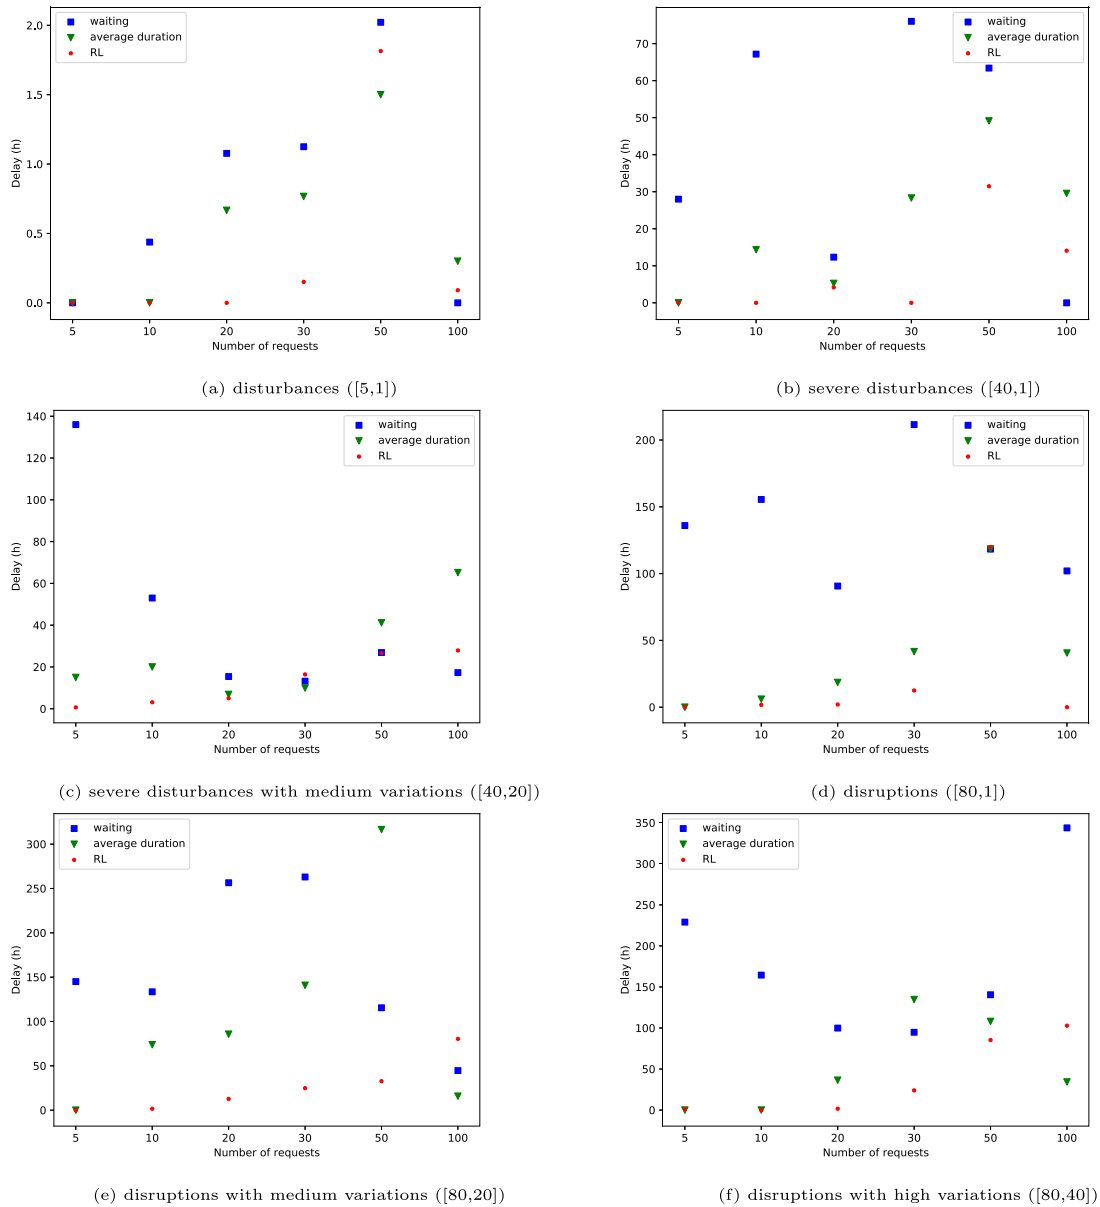 2.0
1.5
1.0
0.5
0.0
Delay (h)
waiting
average duration
RL
5 10 20 30 50 100
Number of requests
(a) disturbances ([5,1])
70
60
50
40
30
20
10
0
Delay (h)
waiting
average duration
RL
5 10 20 30 50 100
Number of requests
(b) severe disturbances ([40,1])
140
120
100
80
60
40
20
0
Delay (h)
waiting
average duration
RL
5 10 20 30 50 100
Number of requests
(c) severe disturbances with medium variations ([40,20])
200
150
100
50
0
Delay (h)
waiting
average duration
RL
5 10 20 30 50 100
Number of requests
(d) disruptions ([80,1])
300
250
200
150
100
50
0
Delay (h)
waiting
average duration
RL
5 10 20 30 50 100
Number of requests
(e) disruptions with medium variations ([80,20])
350
300
250
200
150
100
50
0
Delay (h)
waiting
average duration
RL
5 10 20 30 50 100
Number of requests
(f) disruptions with high variations ([80,40])